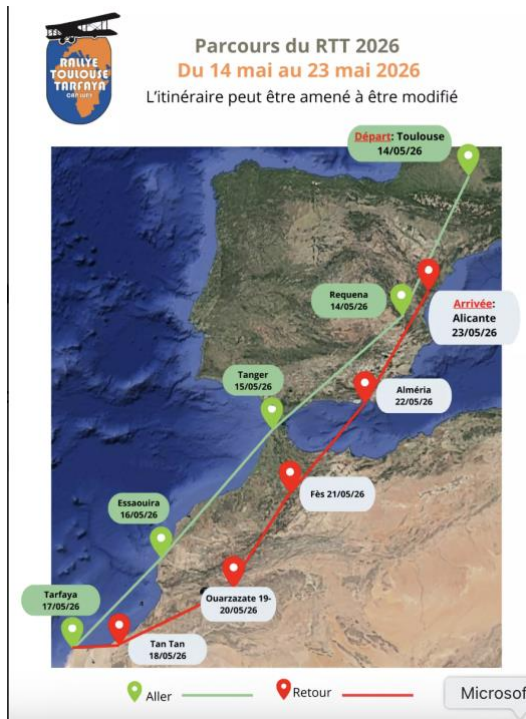 RALLYE
TOULOUSE
TARFAYA
Parcours du RTT 2026
Du 14 mai au 23 mai 2026
L'itinéraire peut être amené à être modifié
Départ: Toulouse
14/05/26
Requena
14/05/26
Arrivée:
Alicante
23/05/26
Tanger
15/05/26
Alméria
22/05/26
Fès 21/05/26
Essaouira
16/05/26
Ouarzazate 19-
20/05/26
Tarfaya
17/05/26
Tan Tan
18/05/26
Aller
Retour
Microsof